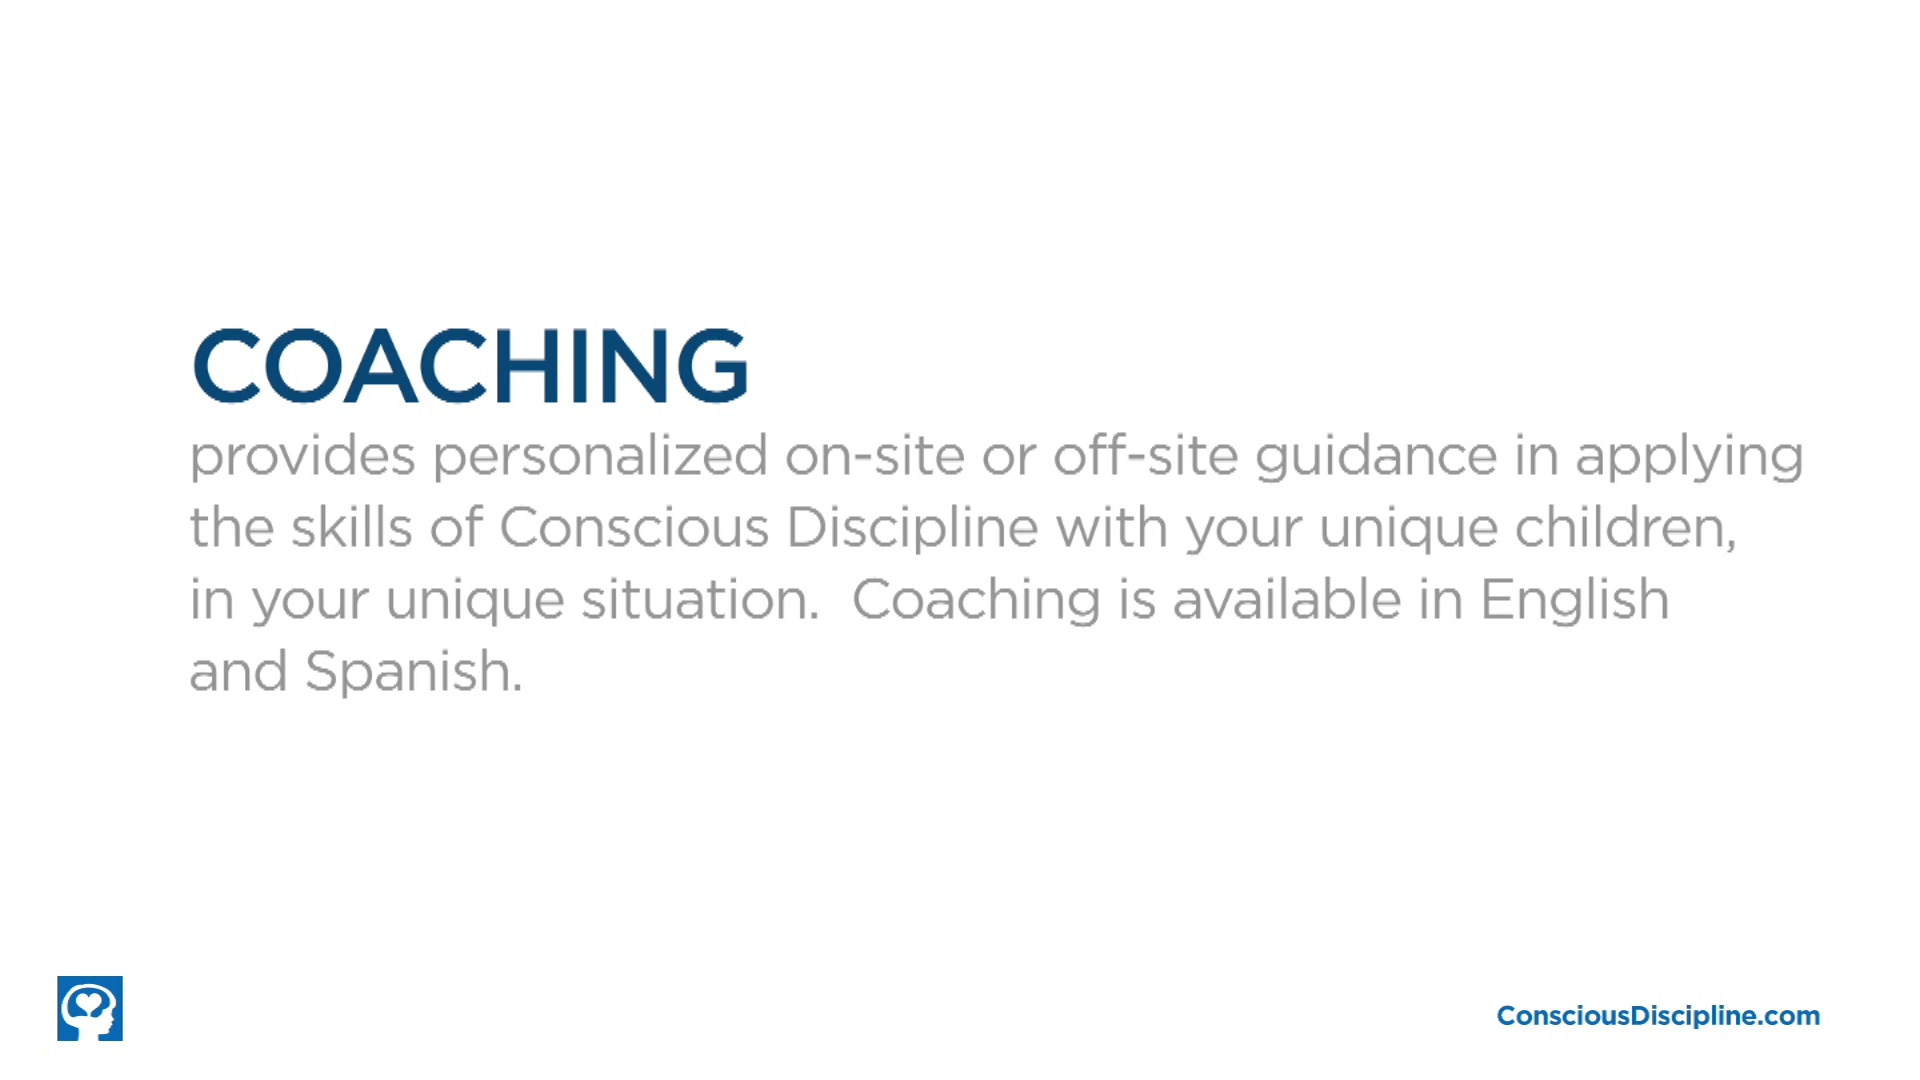 COACHING
provides personalized on-site or off-site guidance in applying
the skills of Conscious Discipline with your unique children,
in your unique situation.  Coaching is available in English
and Spanish.
ConsciousDiscipline.com